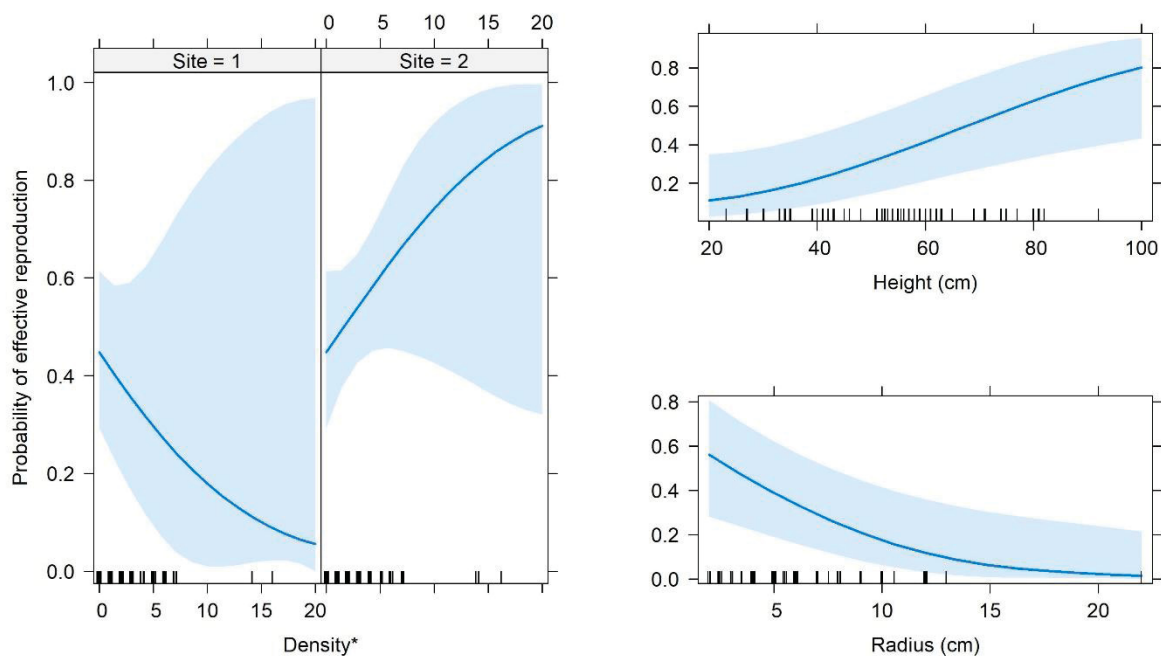 0 5 10 15 20
Site = 1 Site = 2
1.0
0.8
0.6
0.4
0.2
0.0
Probability of effective reproduction
0 5 10 15 20
Density*
0.8
0.6
0.4
0.2
20 40 60 80 100
Height (cm)
0.8
0.6
0.4
0.2
0.0
5 10 15 20
Radius (cm)